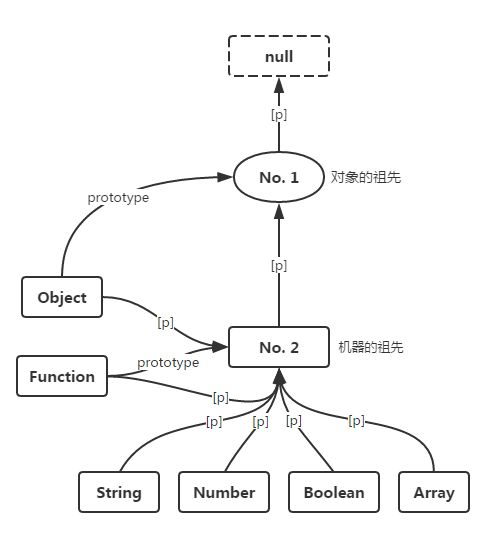 null
[p]
No. 1 对象的祖先
prototype
[p]
Object
[p]
No. 2 机器的祖先
prototype
Function
[p]
[p] [p] [p] [p]
String Number Boolean Array